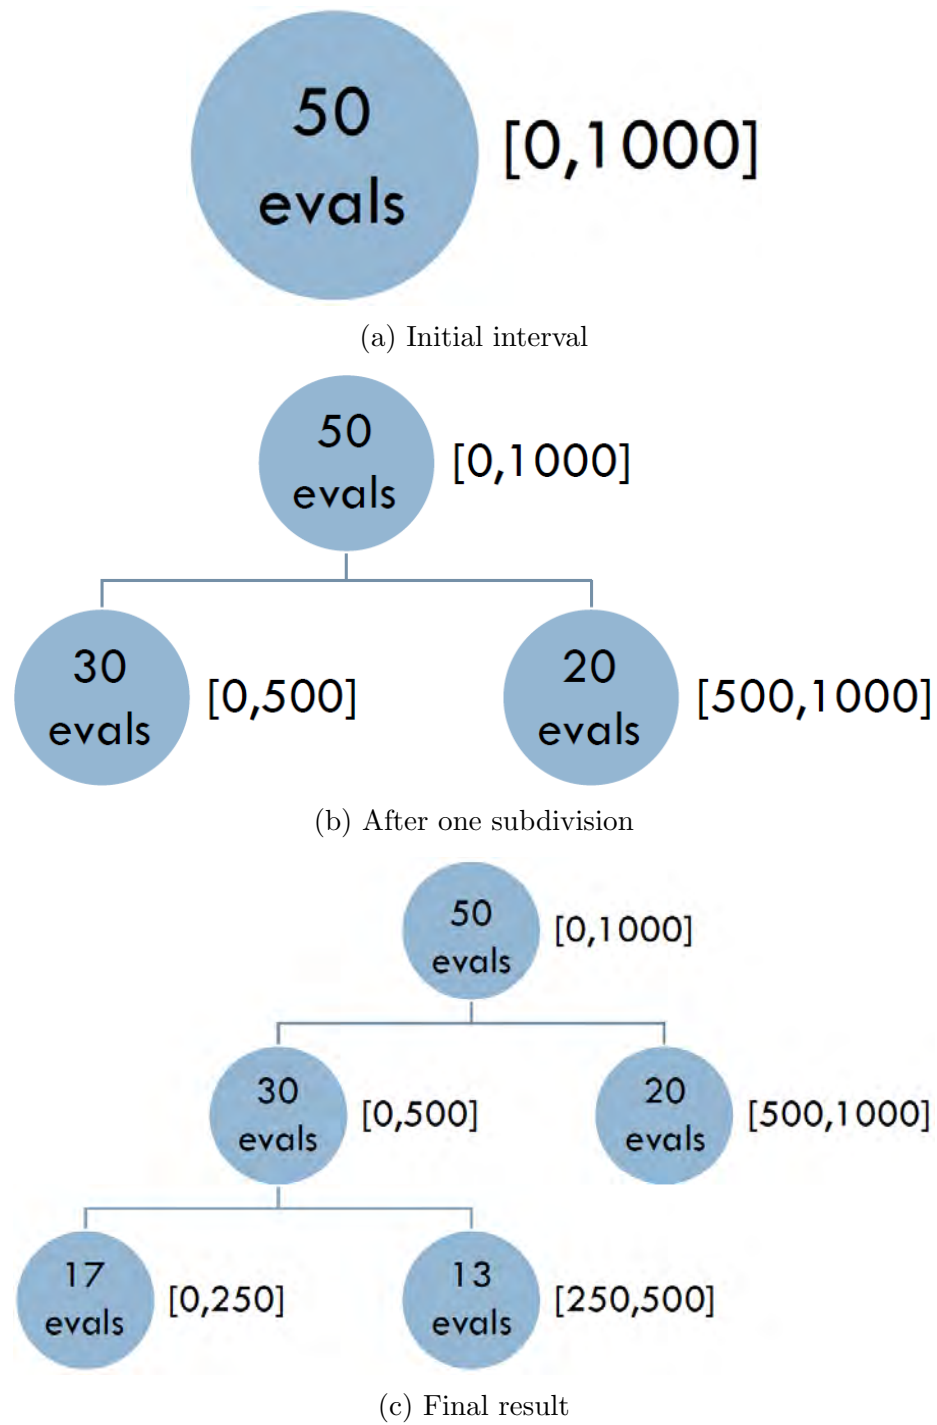 50
evals
[0,1000]
(a) Initial interval
50
evals
[0,1000]
30
evals
[0,500]
20
evals
[500,1000]
(b) After one subdivision
50
evals
[0,1000]
30
evals
[0,500]
20
evals
[500,1000]
17
evals
[0,250]
13
evals
[250,500]
(c) Final result